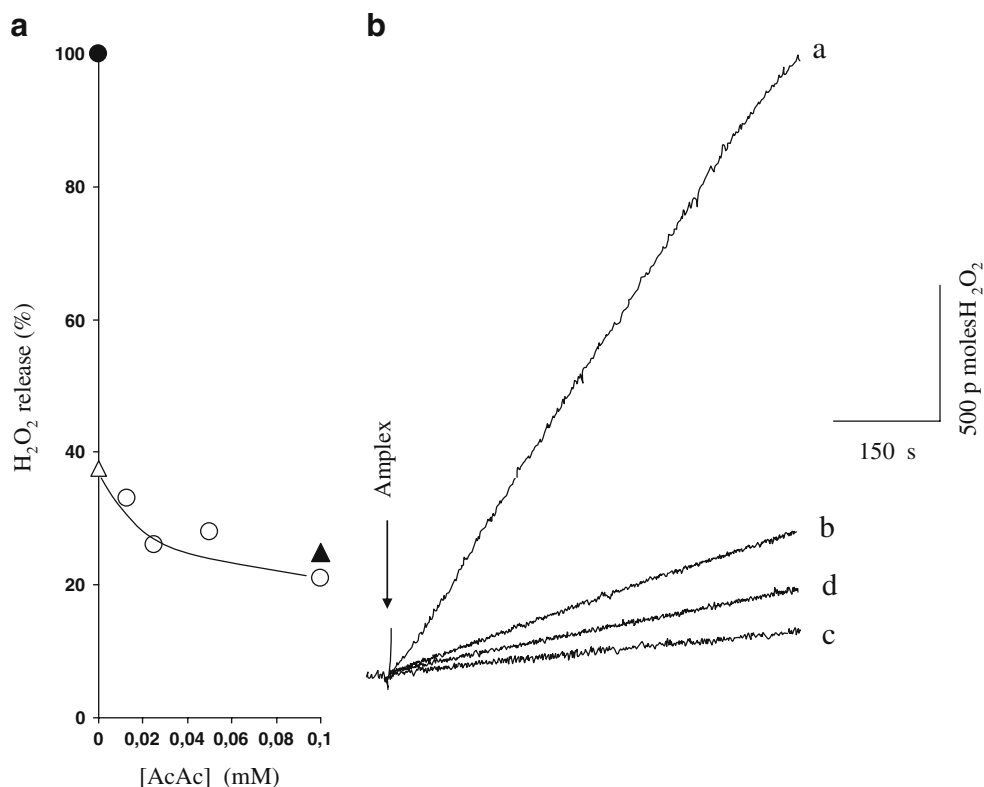 a
100
80
60
40
20
0
H₂O₂ release (%)
0 0,02 0,04 0,06 0,08 0,1
[AcAc] (mM)
b
Amplex
a
b
d
c
150 s
500 p molesH₂O₂